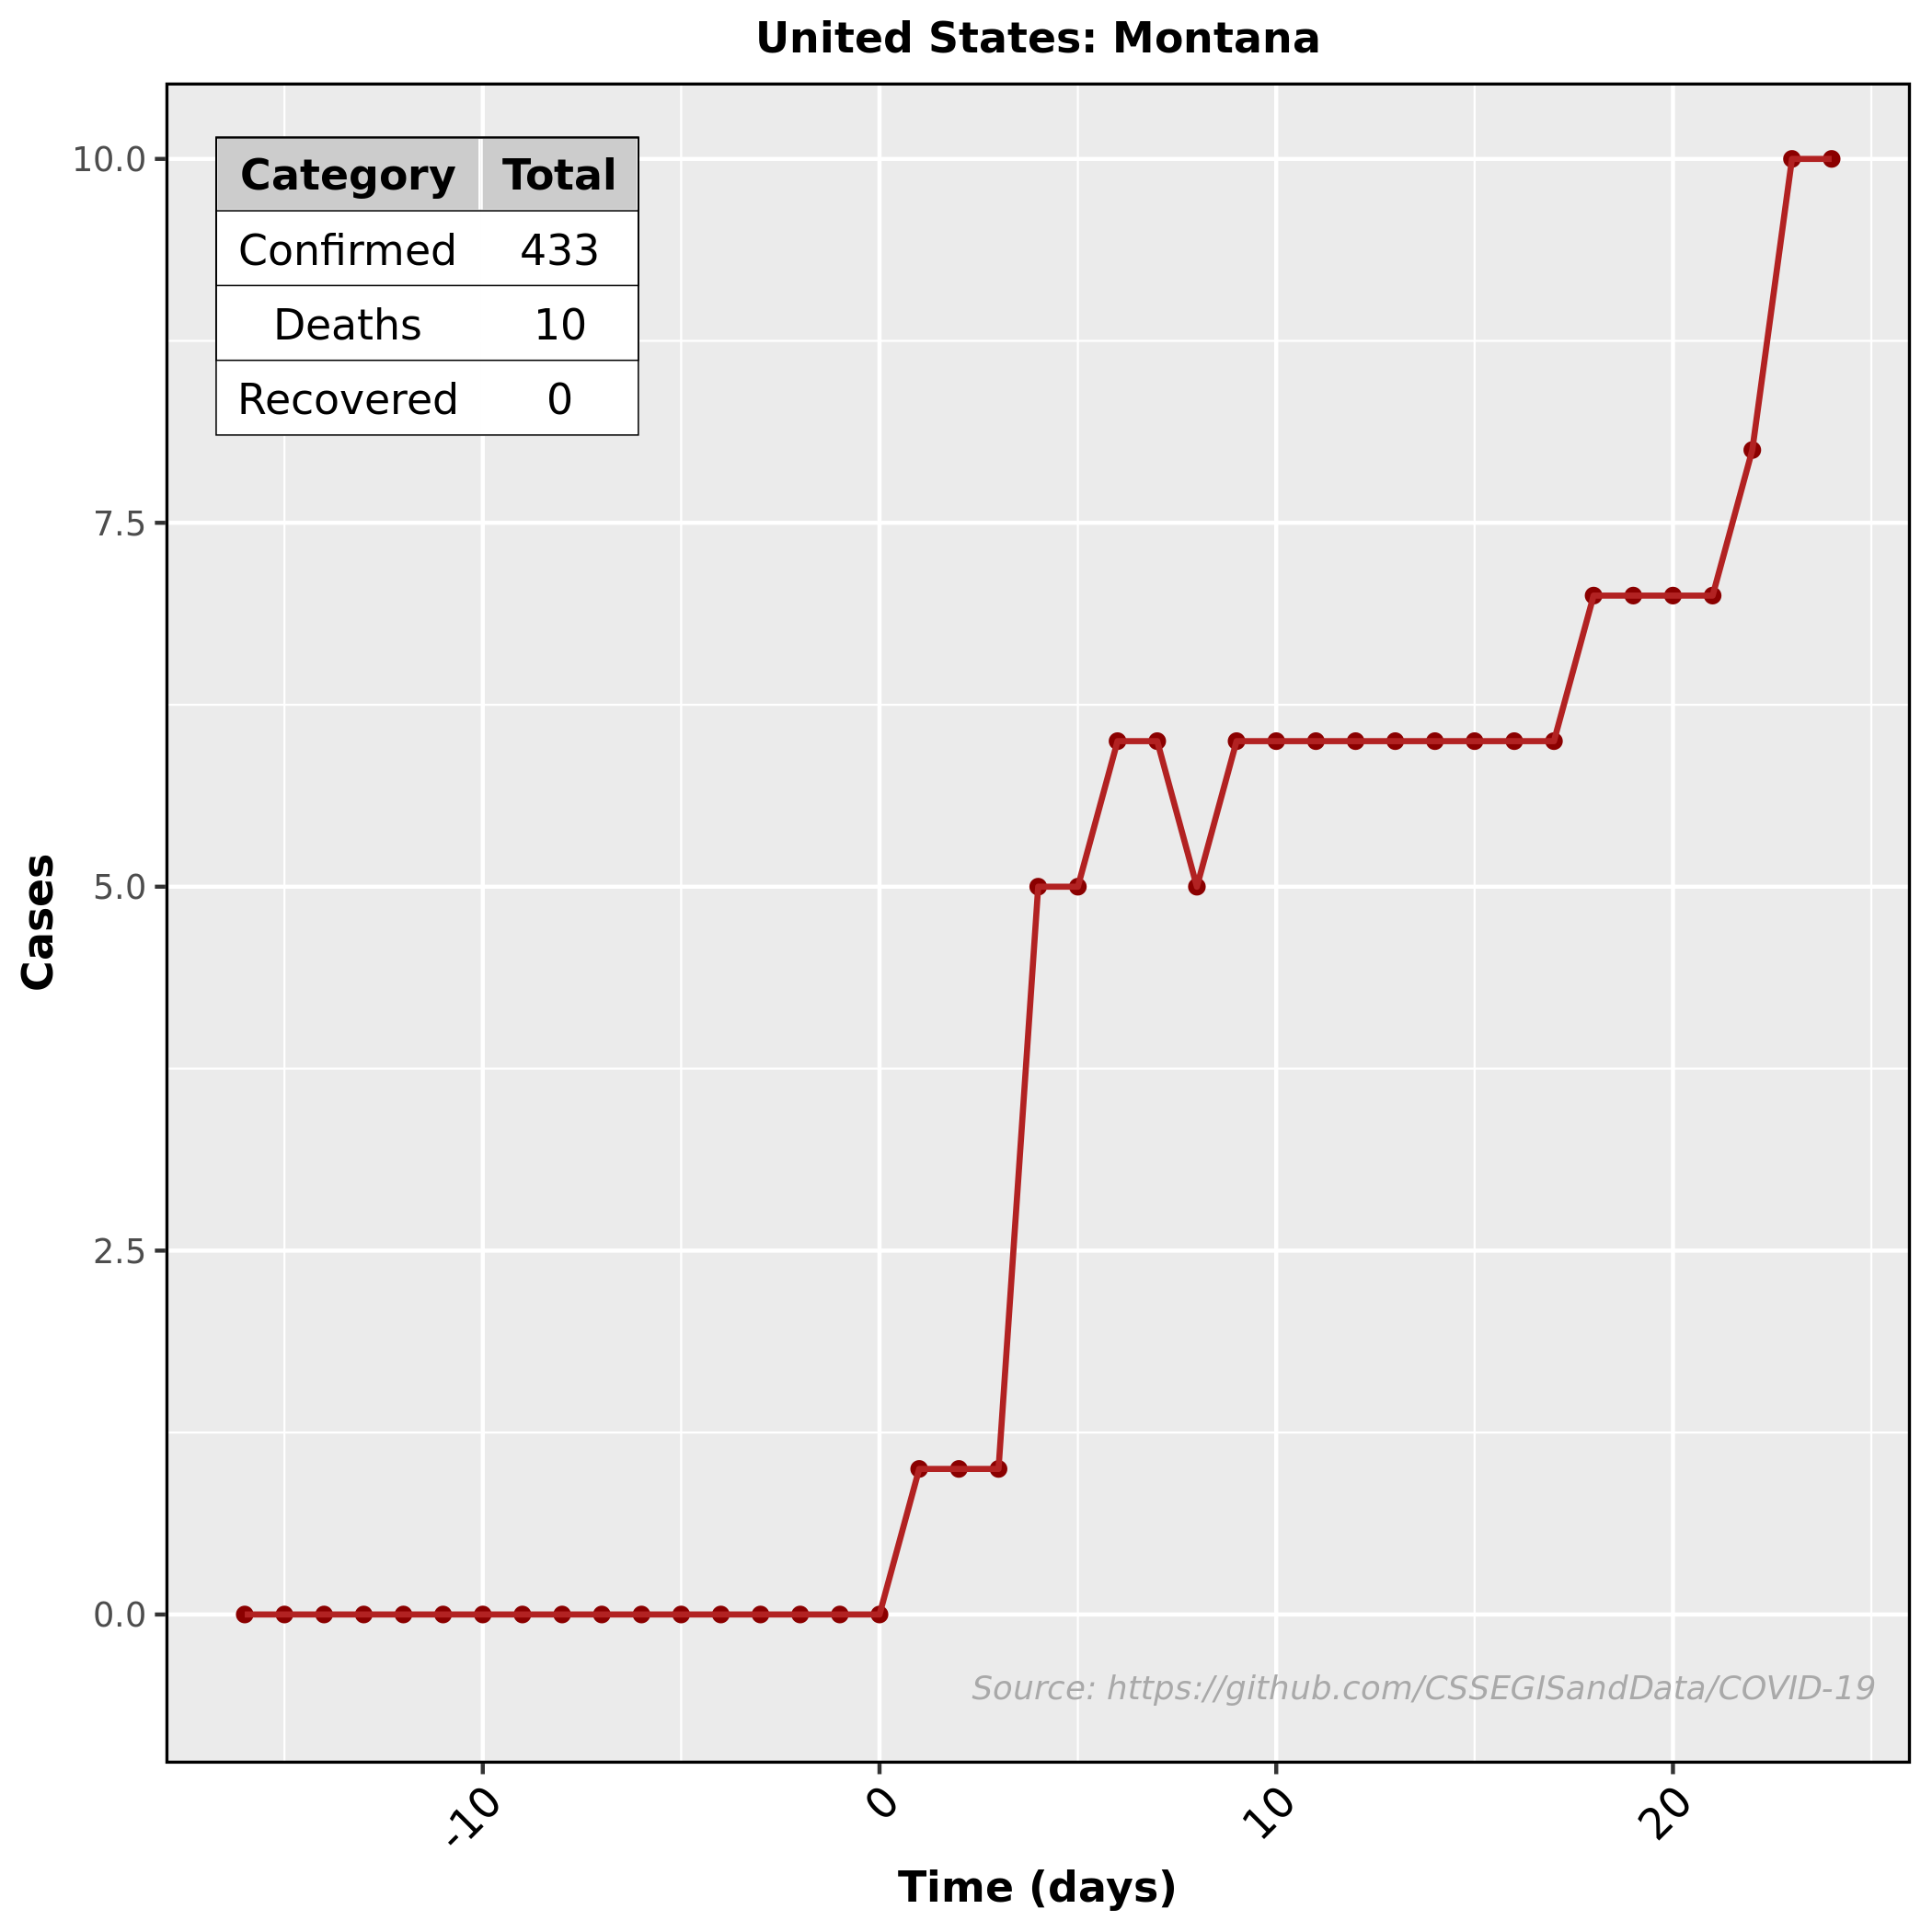 United States: Montana
Category Total
Confirmed 433
Deaths 10
Recovered 0
10.0
7.5
5.0
2.5
0.0
Cases
Source: https://github.com/CSSEGISandData/COVID-19
-10 0 10 20
Time (days)